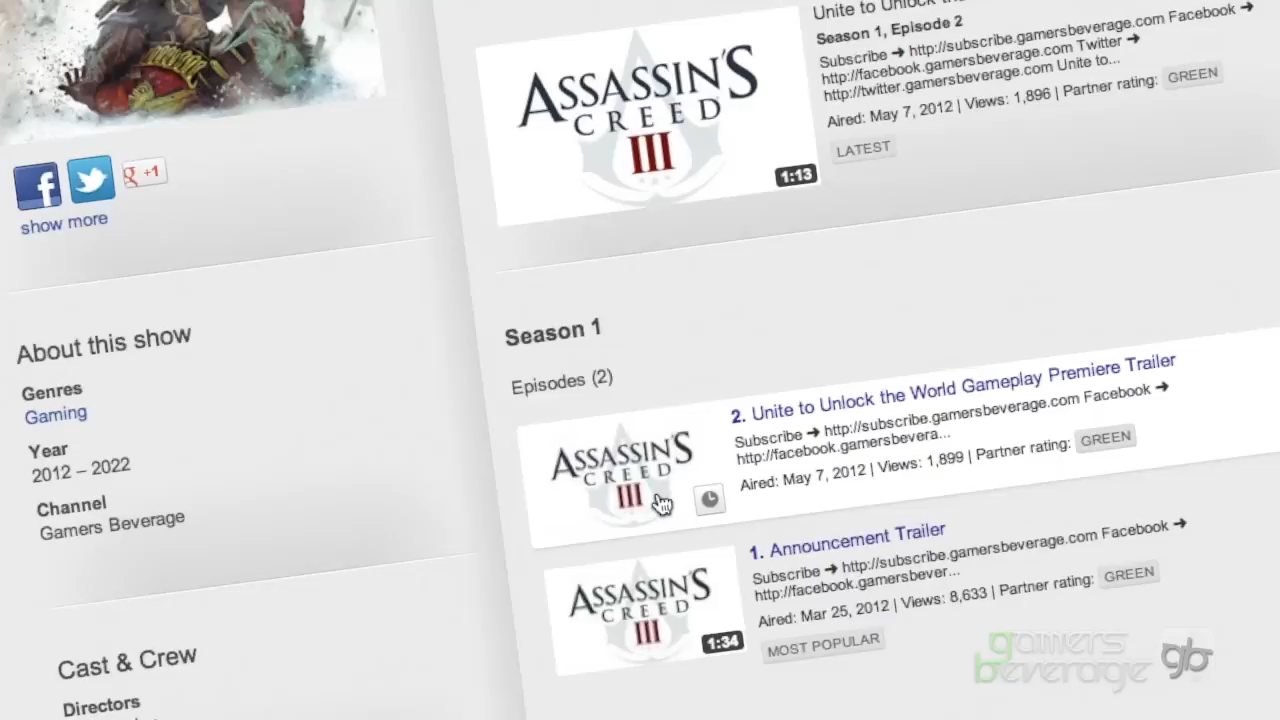 show more
About this show
Genres
Gaming
Year
2012 – 2022
Channel
Gamers Beverage
Cast & Crew
Directors
ASSASSIN'S
CREED
III
1:13
Unite to Unlock
Season 1, Episode 2
Subscribe ➜ http://subscribe.gamersbeverage.com Facebook ➜
http://facebook.gamersbeverage.com Twitter ➜
http://twitter.gamersbeverage.com Unite to...
Aired: May 7, 2012 | Views: 1,896 | Partner rating: GREEN
LATEST
Season 1
Episodes (2)
ASSASSIN'S
CREED
III
2. Unite to Unlock the World Gameplay Premiere Trailer
Subscribe ➜ http://subscribe.gamersbeverage.com Facebook ➜
http://facebook.gamersbevera...
Aired: May 7, 2012 | Views: 1,899 | Partner rating: GREEN
ASSASSIN'S
CREED
III
1:34
1. Announcement Trailer
Subscribe ➜ http://subscribe.gamersbeverage.com Facebook ➜
http://facebook.gamersbever...
Aired: Mar 25, 2012 | Views: 8,633 | Partner rating: GREEN
MOST POPULAR
f
g +1
gamers
beverage
gb